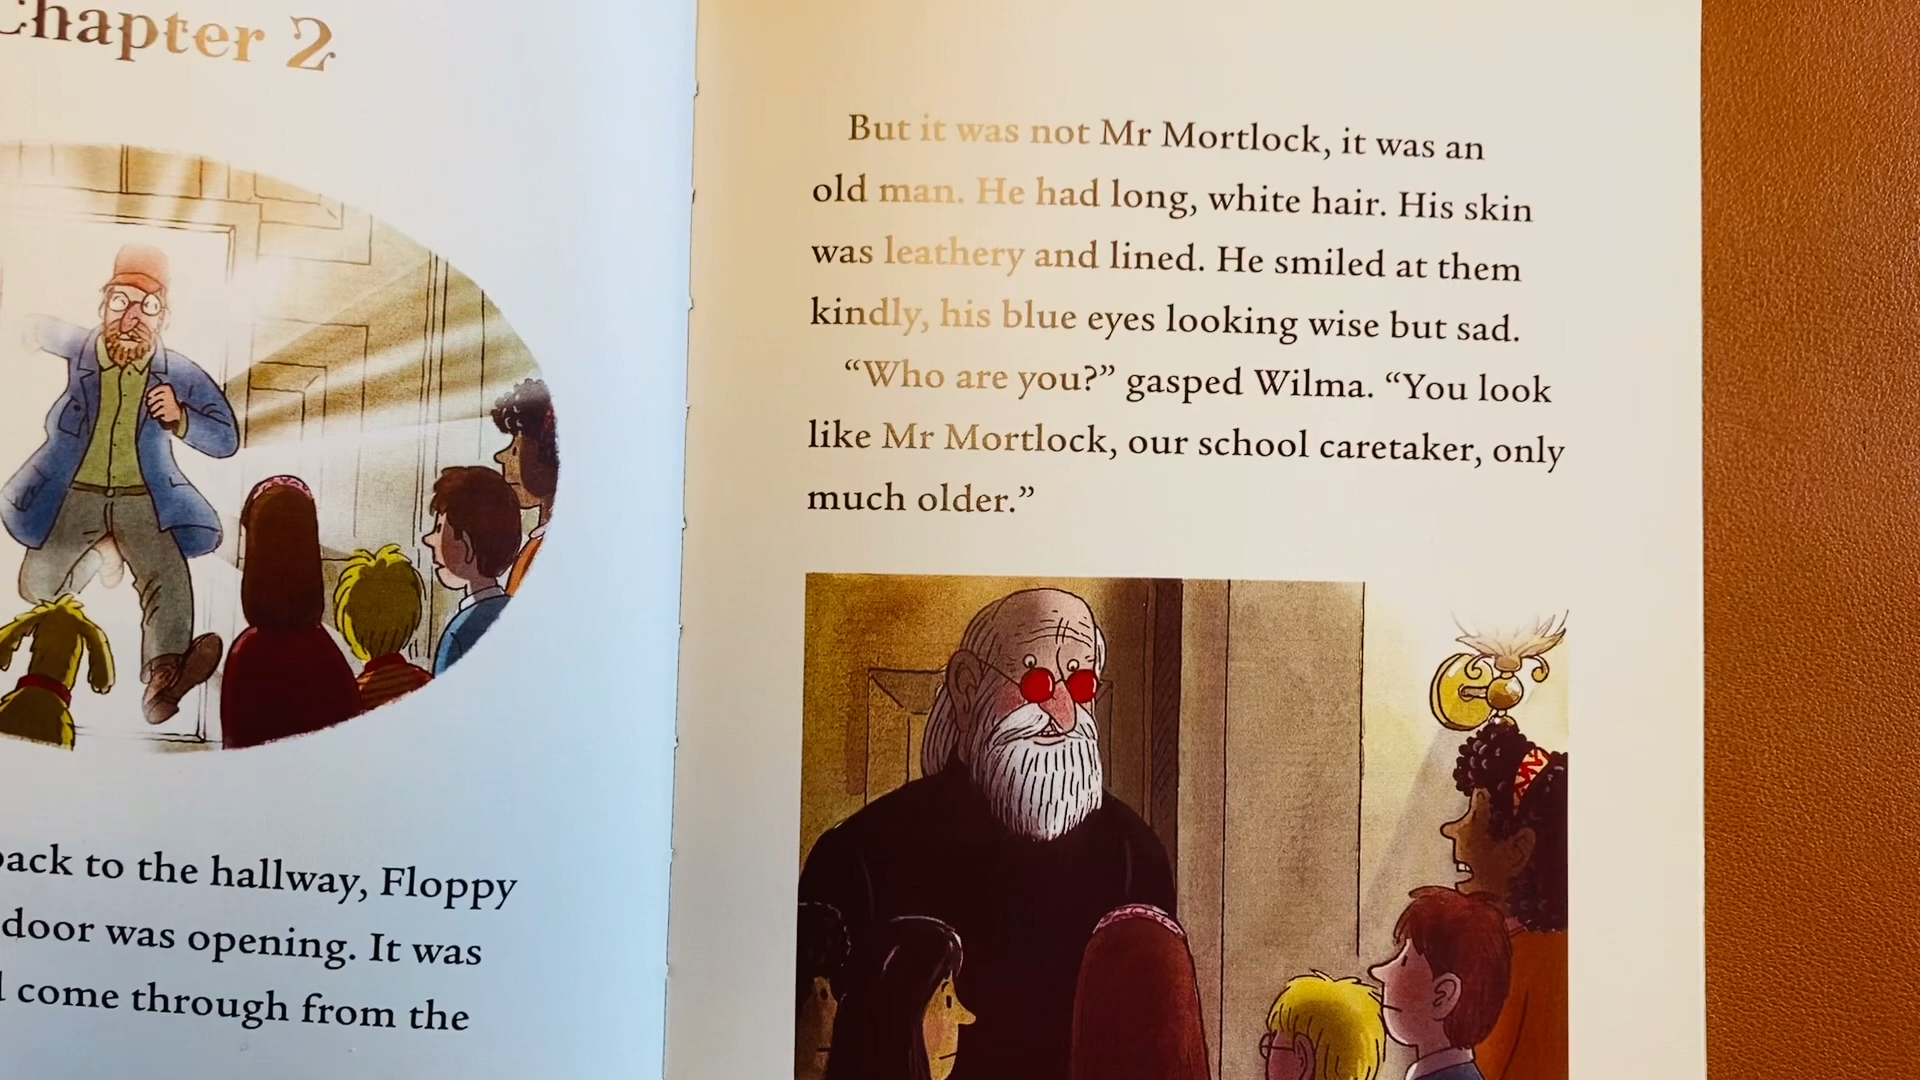 Chapter 2
back to the hallway, Floppy
door was opening. It was
come through from the
But it was not Mr Mortlock, it was an
old man. He had long, white hair. His skin
was leathery and lined. He smiled at them
kindly, his blue eyes looking wise but sad.
“Who are you?” gasped Wilma. “You look
like Mr Mortlock, our school caretaker, only
much older.”